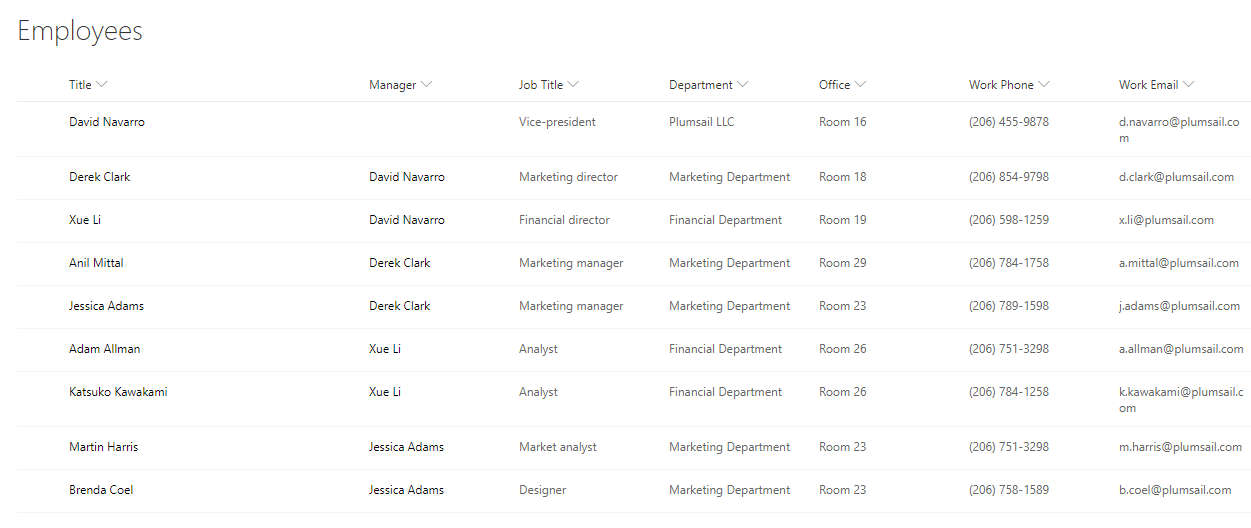 Employees
Title Manager Job Title Department Office Work Phone Work Email
David Navarro Vice-president Plumsail LLC Room 16 (206) 455-9878 d.navarro@plumsail.co
m
Derek Clark David Navarro Marketing director Marketing Department Room 18 (206) 854-9798 d.clark@plumsail.com
Xue Li David Navarro Financial director Financial Department Room 19 (206) 598-1259 x.li@plumsail.com
Anil Mittal Derek Clark Marketing manager Marketing Department Room 29 (206) 784-1758 a.mittal@plumsail.com
Jessica Adams Derek Clark Marketing manager Marketing Department Room 23 (206) 789-1598 j.adams@plumsail.com
Adam Allman Xue Li Analyst Financial Department Room 26 (206) 751-3298 a.allman@plumsail.com
Katsuko Kawakami Xue Li Analyst Financial Department Room 26 (206) 784-1258 k.kawakami@plumsail.c
om
Martin Harris Jessica Adams Market analyst Marketing Department Room 23 (206) 751-3298 m.harris@plumsail.com
Brenda Coel Jessica Adams Designer Marketing Department Room 23 (206) 758-1589 b.coel@plumsail.com